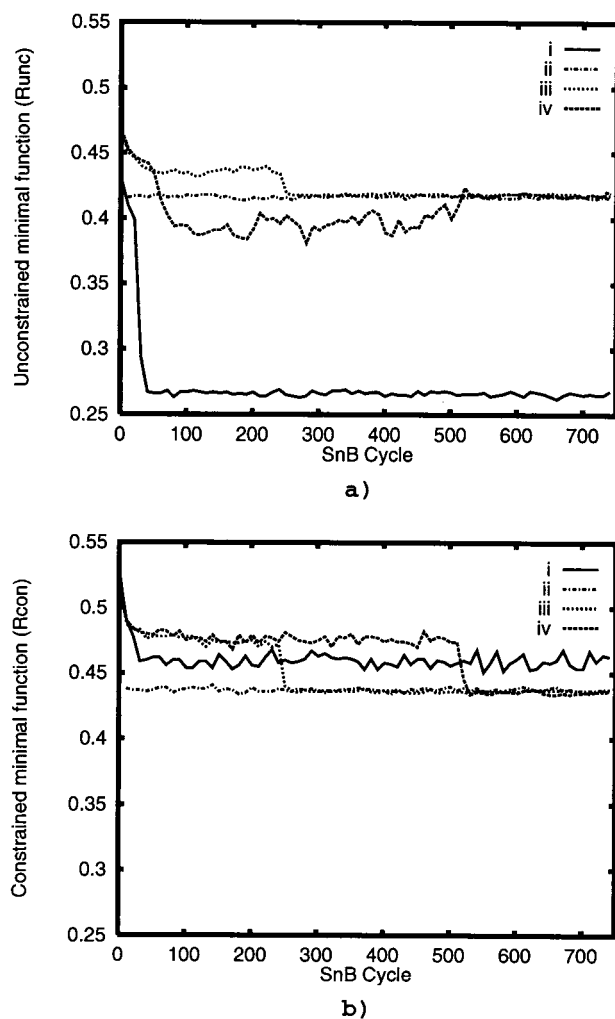 0.55
0.5
0.45
0.4
0.35
0.3
0.25
Unconstrained minimal function (Runc)
i
ii
iii
iv
0 100 200 300 400 500 600 700
SnB Cycle
a)
0.55
0.5
0.45
0.4
0.35
0.3
0.25
Constrained minimal function (Rcon)
i
ii
iii
iv
0 100 200 300 400 500 600 700
SnB Cycle
b)